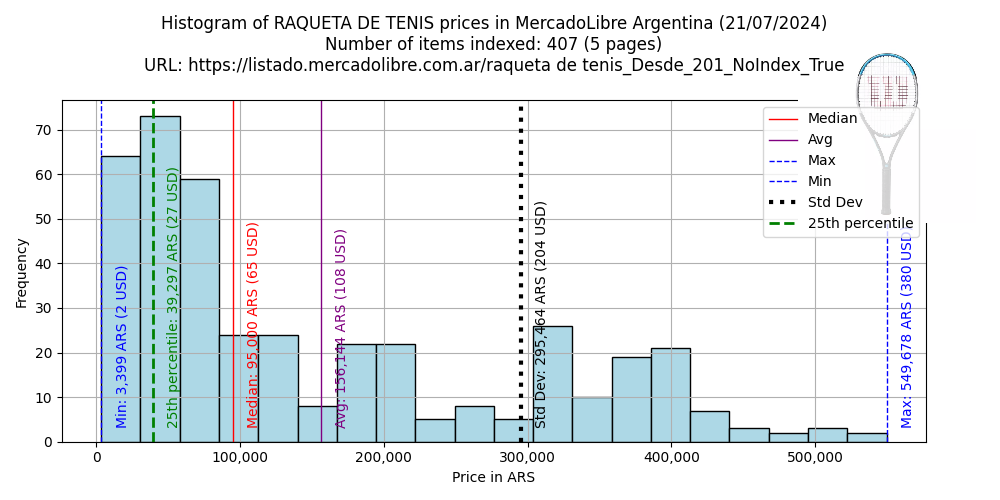 Histogram of RAQUETA DE TENIS prices in MercadoLibre Argentina (21/07/2024)
Number of items indexed: 407 (5 pages)
URL: https://listado.mercadolibre.com.ar/raqueta de tenis_Desde_201_NoIndex_True
Median
Avg
Max
Min
Std Dev
25th percentile
Frequency
70
60
50
40
30
20
10
0
Min: 3,399 ARS (2 USD)
25th percentile: 39,297 ARS (27 USD)
Median: 95,000 ARS (65 USD)
Avg: 156,144 ARS (108 USD)
Std Dev: 295,464 ARS (204 USD)
Max: 549,678 ARS (380 USD)
0
100,000
200,000
300,000
400,000
500,000
Price in ARS